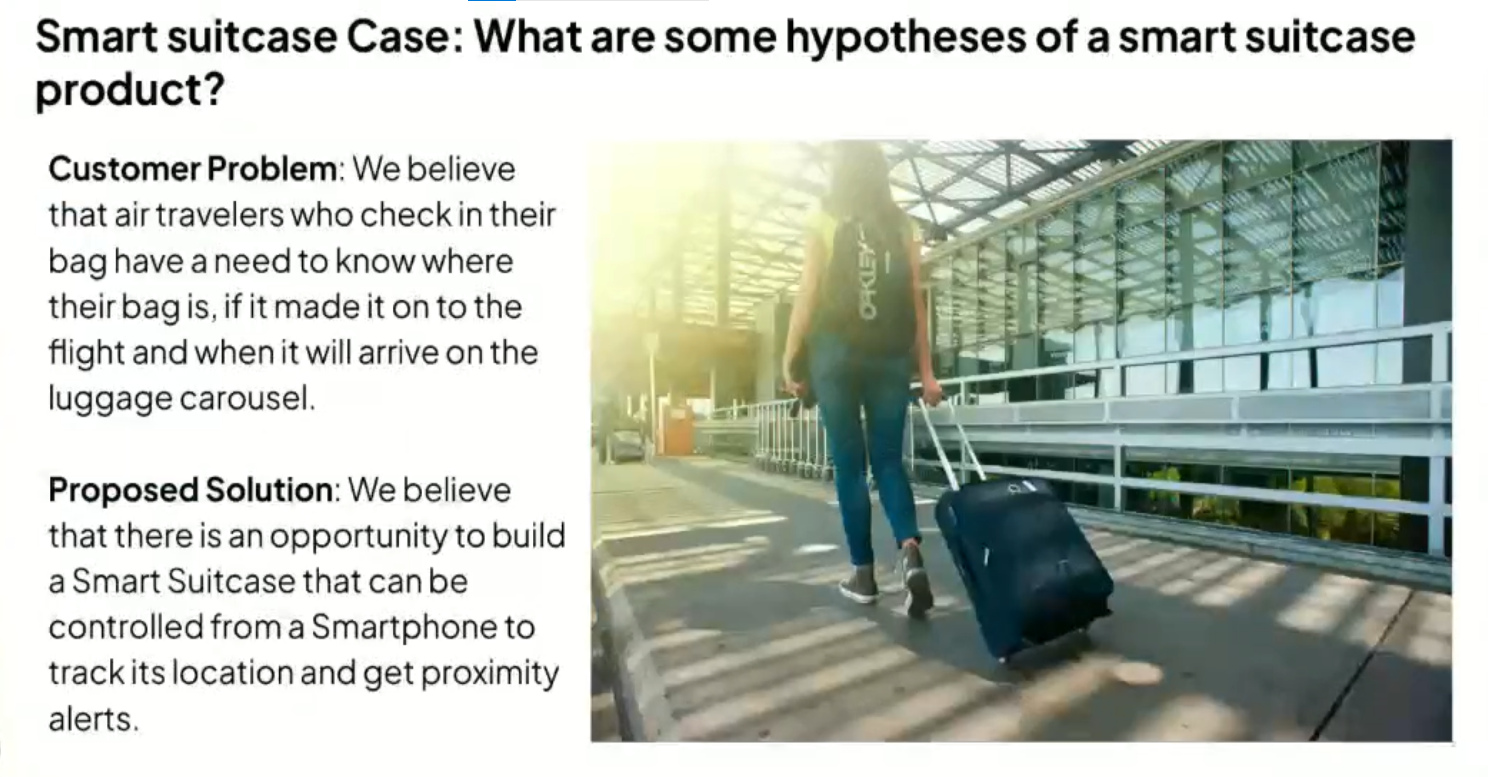 Smart suitcase Case: What are some hypotheses of a smart suitcase
product?
Customer Problem: We believe
that air travelers who check in their
bag have a need to know where
their bag is, if it made it on to the
flight and when it will arrive on the
luggage carousel.
Proposed Solution: We believe
that there is an opportunity to build
a Smart Suitcase that can be
controlled from a Smartphone to
track its location and get proximity
alerts.
OAKLEY